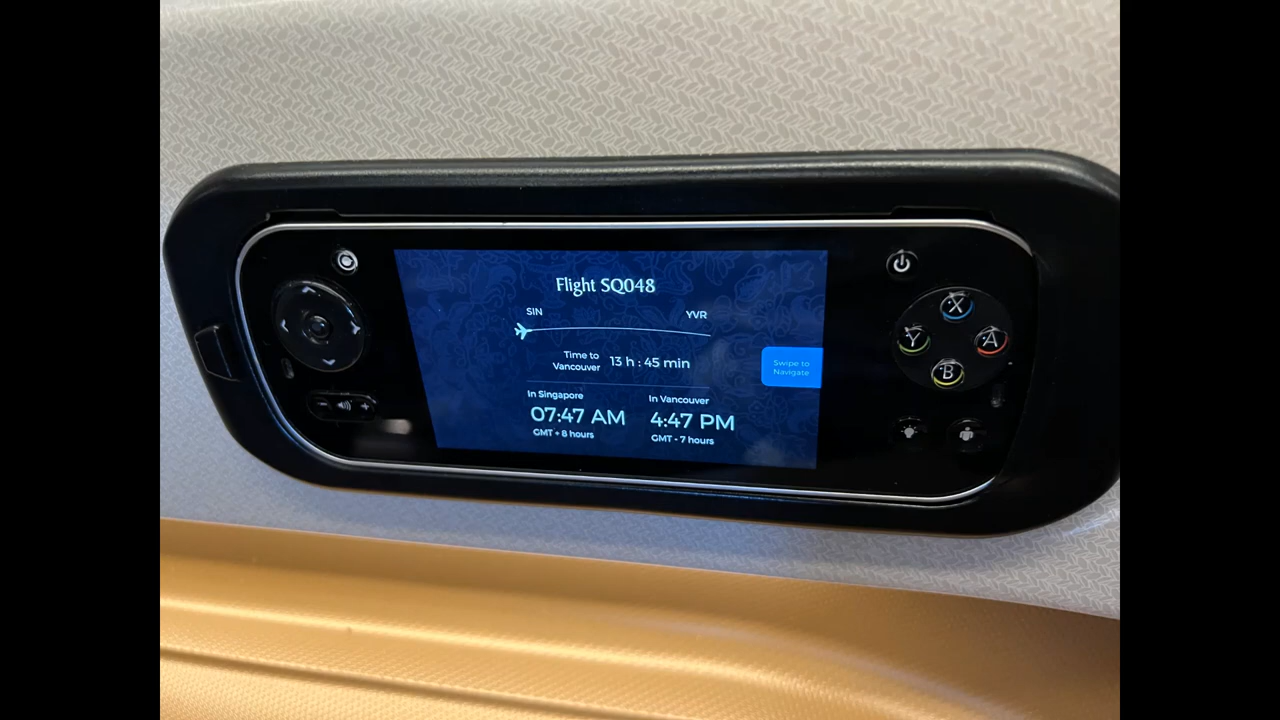 Flight SQ048
SIN YVR
Time to
Vancouver
13 h : 45 min
Swipe to
Navigate
In Singapore
07:47 AM
GMT + 8 hours
In Vancouver
4:47 PM
GMT - 7 hours
X
Y
A
B